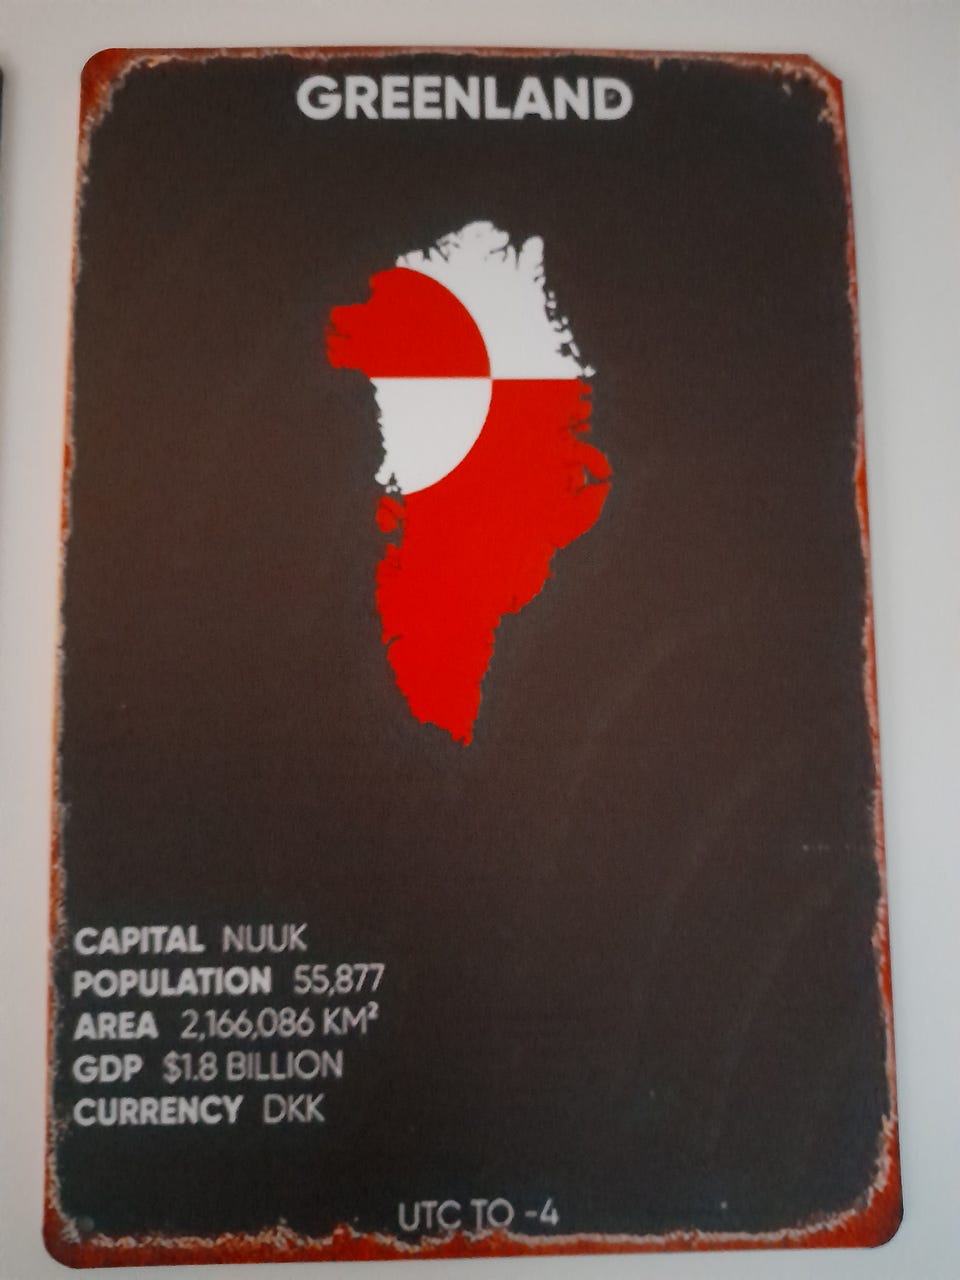 GREENLAND
CAPITAL NUUK
POPULATION 55,877
AREA 2,166,086 KM²
GDP $1.8 BILLION
CURRENCY DKK
UTC TO -4